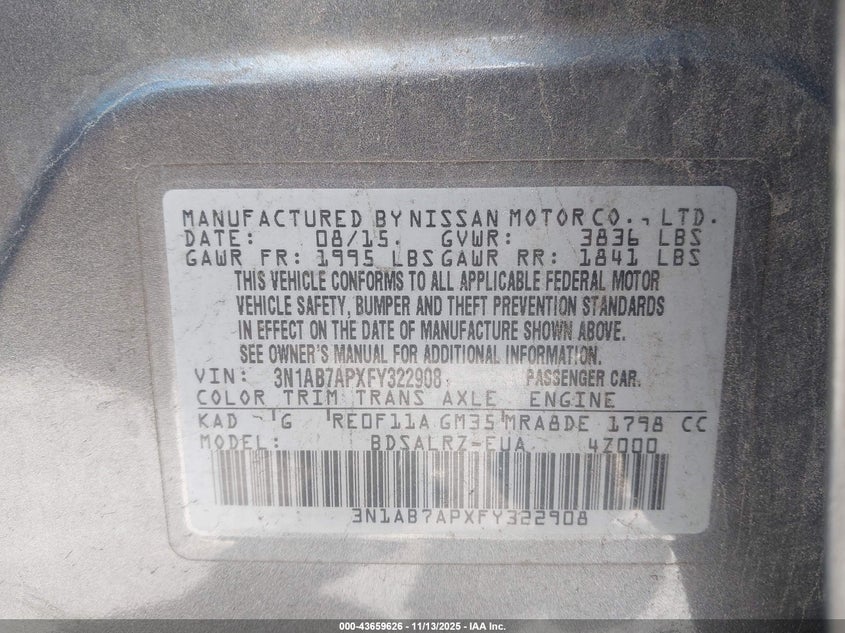 MANUFACTURED BY NISSAN MOTOR CO., LTD.
DATE: 08/15. GVWR: 3836 LBS
GAWR FR: 1995 LBS GAWR RR: 1841 LBS
THIS VEHICLE CONFORMS TO ALL APPLICABLE FEDERAL MOTOR
VEHICLE SAFETY, BUMPER AND THEFT PREVENTION STANDARDS
IN EFFECT ON THE DATE OF MANUFACTURE SHOWN ABOVE.
SEE OWNER'S MANUAL FOR ADDITIONAL INFORMATION.
VIN: 3N1AB7APXFY322908 PASSENGER CAR.
COLOR TRIM TRANS AXLE ENGINE
KAD G RE0F11A GM35 MRA8DE 1798 CC
MODEL: BDSALRZ-EUA 4Z000
3N1AB7APXFY322908
000-43659626 - 11/13/2025 - IAA Inc.